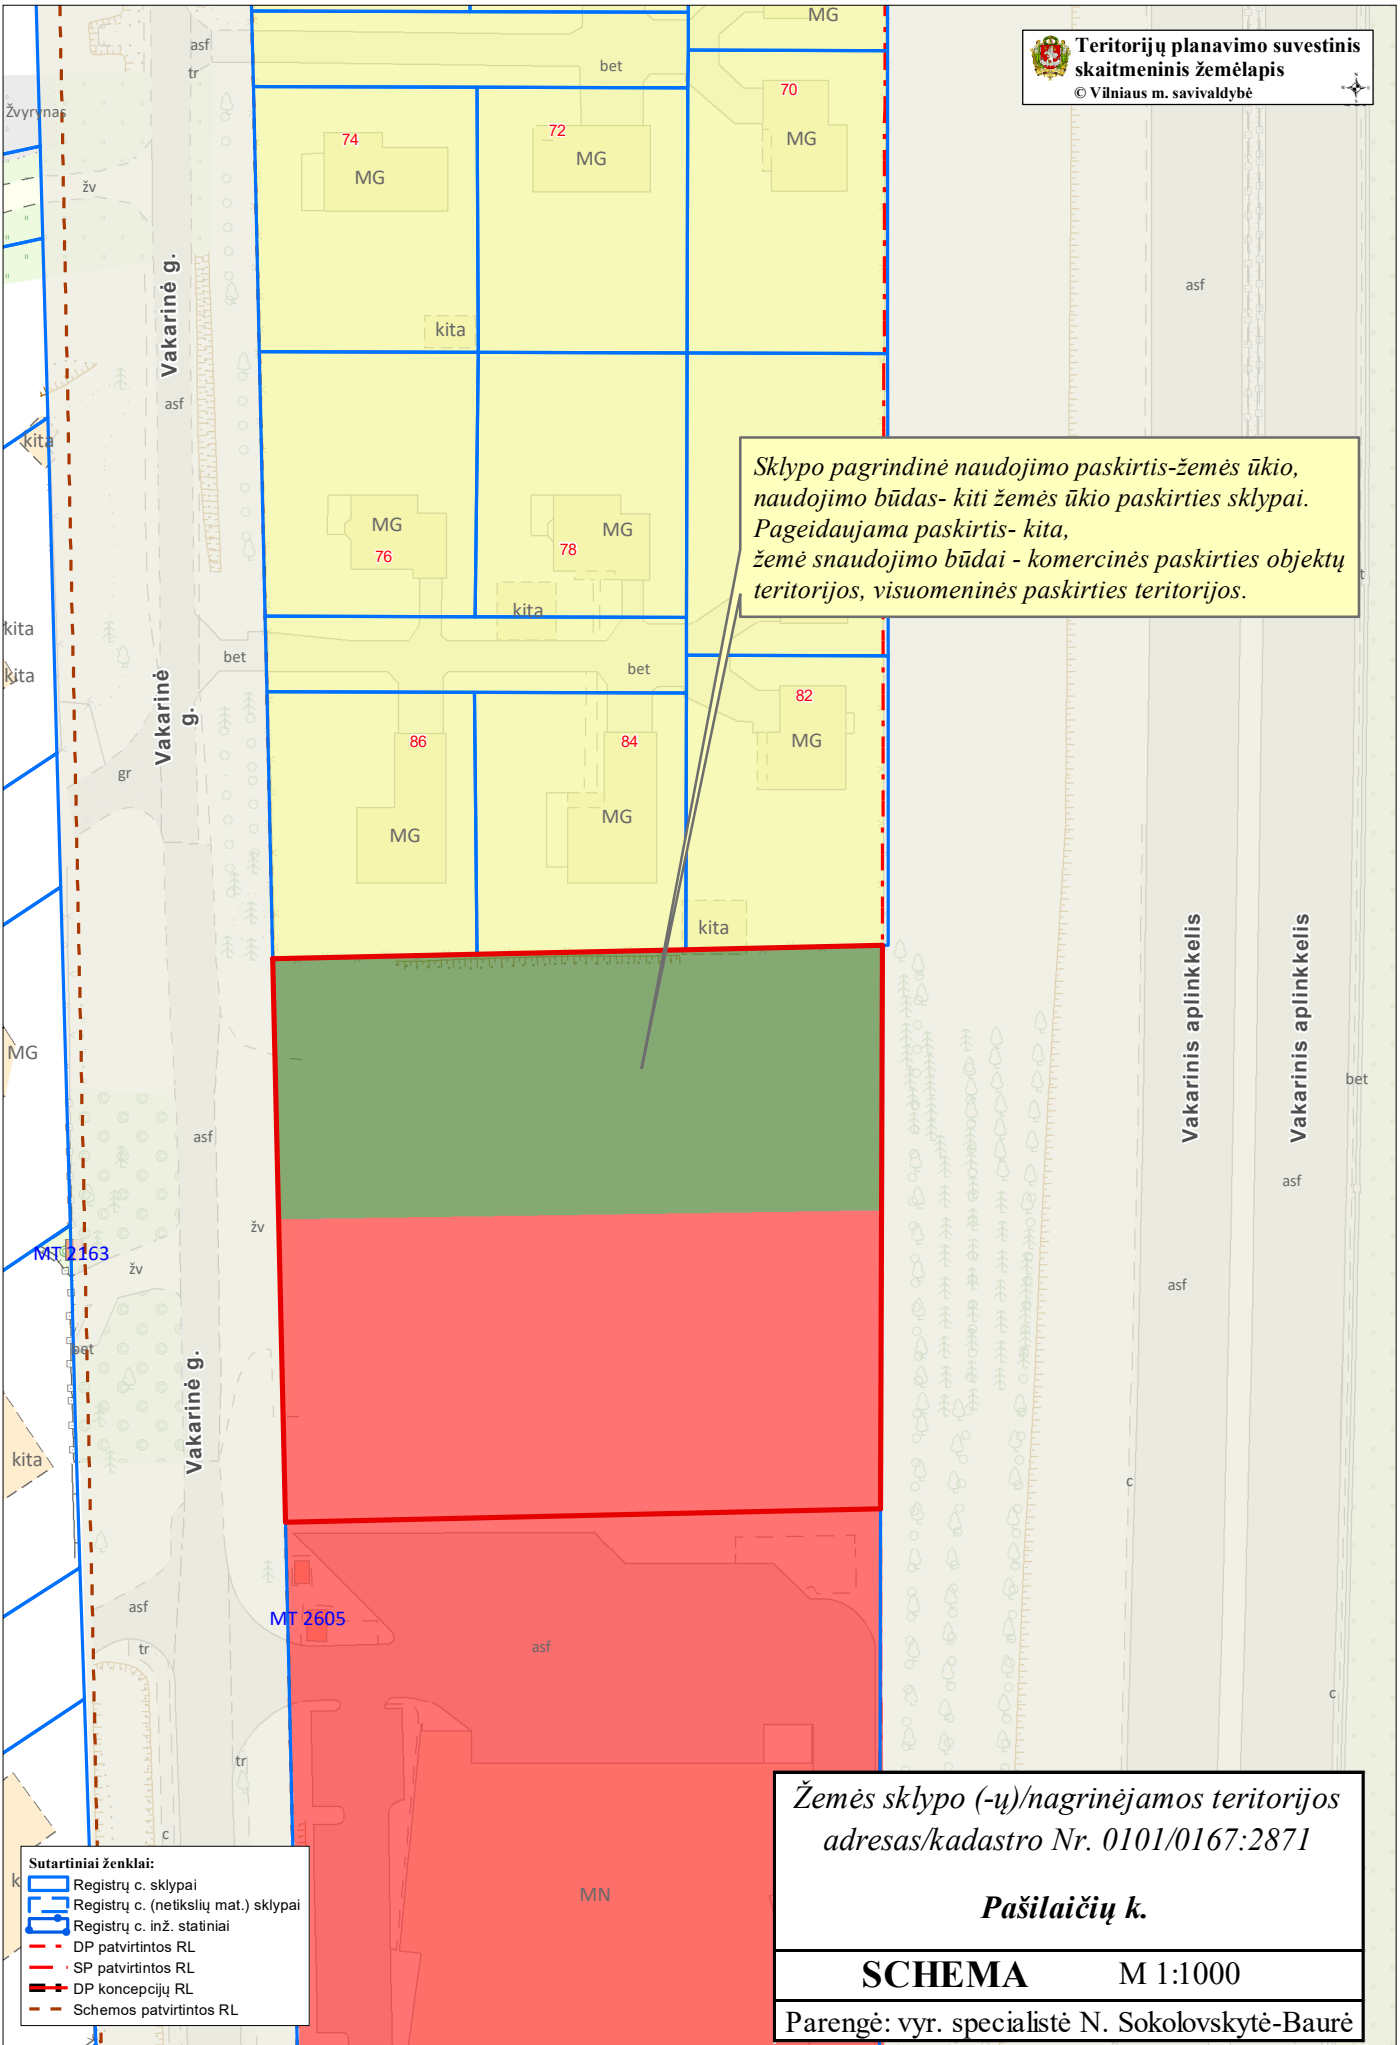 MG
Teritorijų planavimo suvestinis
skaitmeninis žemėlapis
© Vilniaus m. savivaldybė
asf
tr
bet
70
MG
Žvyrynas
74
MG
72
MG
žv
Vakarinė g.
asf
kita
asf
kita
Sklypo pagrindinė naudojimo paskirtis-žemės ūkio,
naudojimo būdas- kiti žemės ūkio paskirties sklypai.
Pageidaujama paskirtis- kita,
žemė snaudojimo būdai - komercinės paskirties objektų
teritorijos, visuomeninės paskirties teritorijos.
MG
76
MG
78
kita
kita
kita
bet
bet
Vakarinė
g.
82
MG
86
MG
84
MG
gr
kita
Vakarinis aplinkkelis
Vakarinis aplinkkelis
MG
bet
asf
asf
žv
MT 2163
žv
asf
bet
Vakarinė g.
kita
c
asf
MT 2605
asf
tr
c
tr
c
MN
Žemės sklypo (-ų)/nagrinėjamos teritorijos
adresas/kadastro Nr. 0101/0167:2871
Pašilaičių k.
SCHEMA M 1:1000
Parengė: vyr. specialistė N. Sokolovskytė-Baurė
Sutartiniai ženklai:
Registrų c. sklypai
Registrų c. (netikslių mat.) sklypai
Registrų c. inž. statiniai
DP patvirtintos RL
SP patvirtintos RL
DP koncepcijų RL
Schemos patvirtintos RL